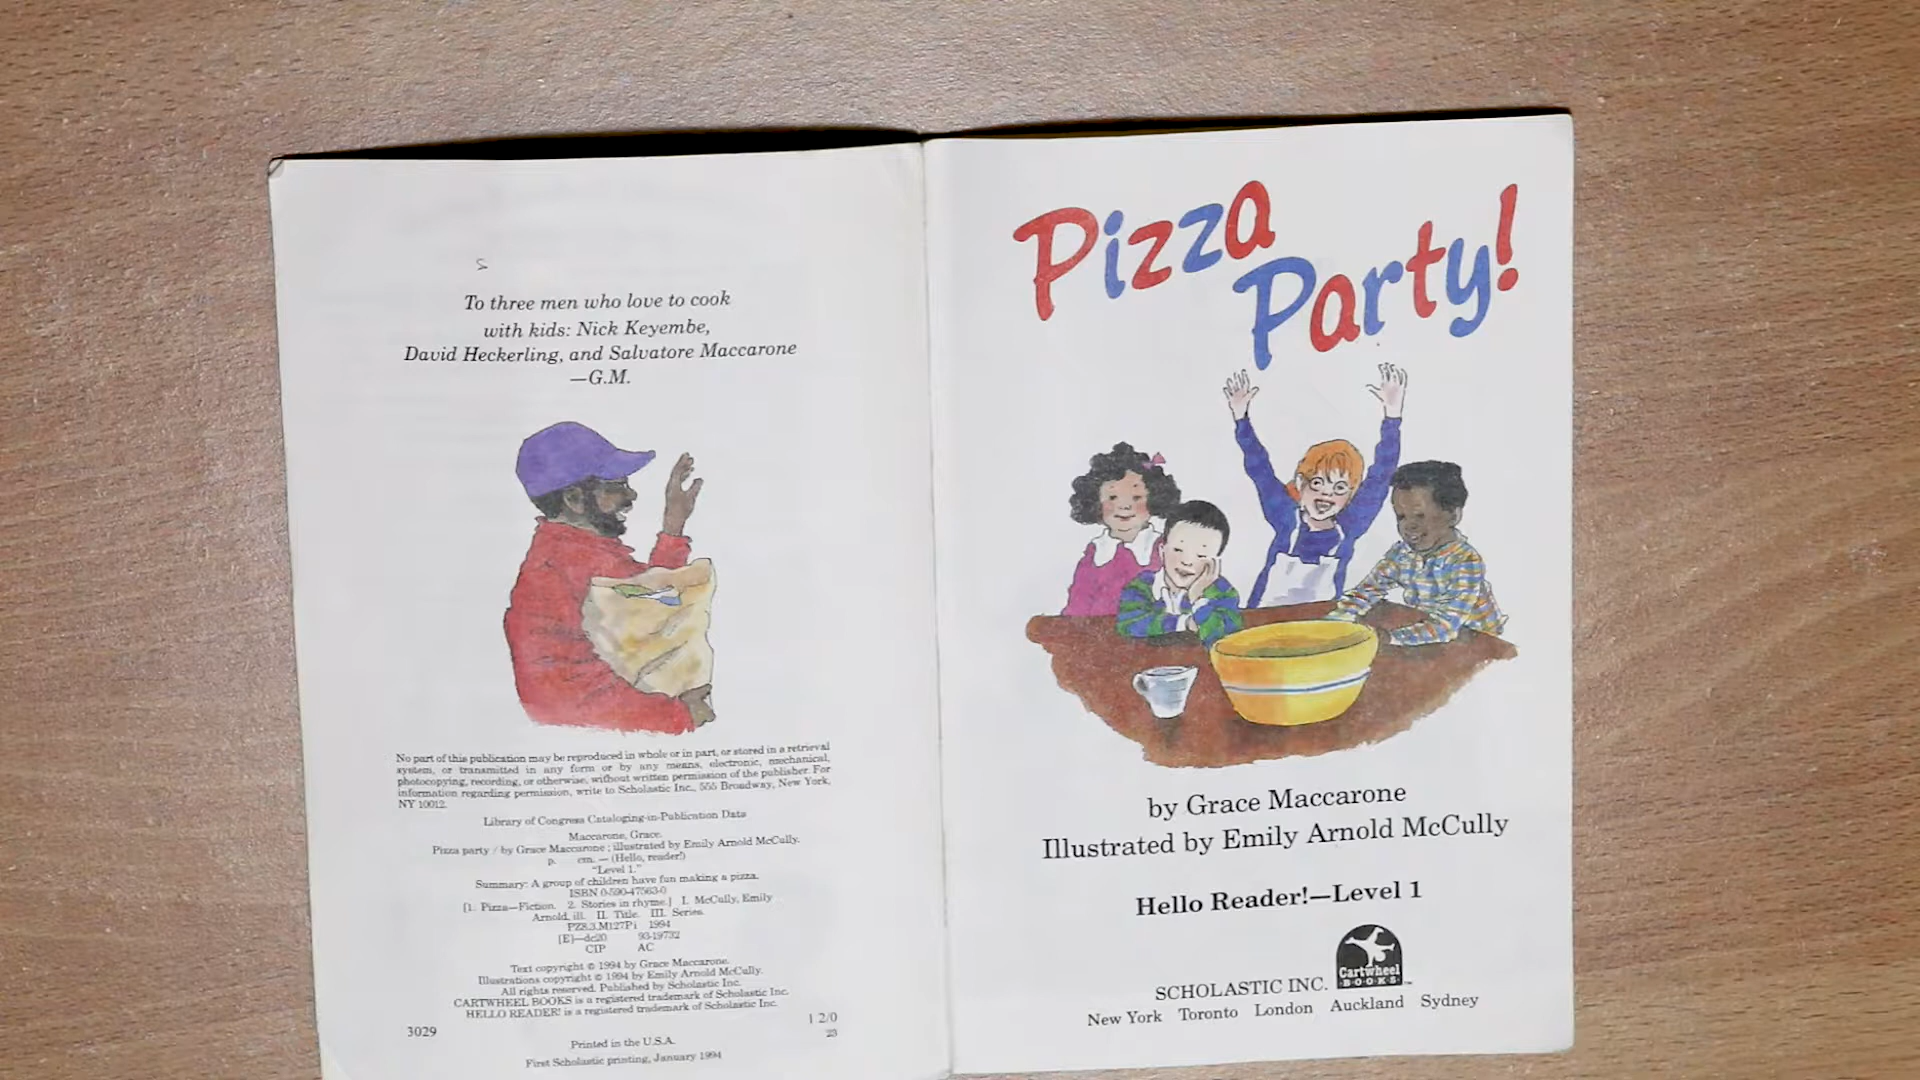 To three men who love to cook
with kids: Nick Keyembe,
David Heckerling, and Salvatore Maccarone
—G.M.
No part of this publication may be reproduced in whole or in part, or stored in a retrieval
system, or transmitted in any form or by any means, electronic, mechanical,
photocopying, recording, or otherwise, without written permission of the publisher. For
information regarding permission, write to Scholastic Inc., 555 Broadway, New York,
NY 10012.
Library of Congress Cataloging-in-Publication Data
Maccarone, Grace.
Pizza party / by Grace Maccarone ; illustrated by Emily Arnold McCully.
p. cm. — (Hello, reader!)
"Level 1."
Summary: A group of children have fun making a pizza.
ISBN 0-590-47563-0
[1. Pizza—Fiction. 2. Stories in rhyme.] I. McCully, Emily
Arnold, ill. II. Title. III. Series.
PZ8.3.M127Pi 1994
[E]—dc20 93-19732
CIP AC
Text copyright © 1994 by Grace Maccarone.
Illustrations copyright © 1994 by Emily Arnold McCully.
All rights reserved. Published by Scholastic Inc.
CARTWHEEL BOOKS is a registered trademark of Scholastic Inc.
HELLO READER! is a registered trademark of Scholastic Inc.
3029 1 2/0
23
Printed in the U.S.A.
First Scholastic printing, January 1994
Pizza
Party!
by Grace Maccarone
Illustrated by Emily Arnold McCully
Hello Reader!—Level 1
Cartwheel
B·O·O·K·S ™
SCHOLASTIC INC.
New York Toronto London Auckland Sydney